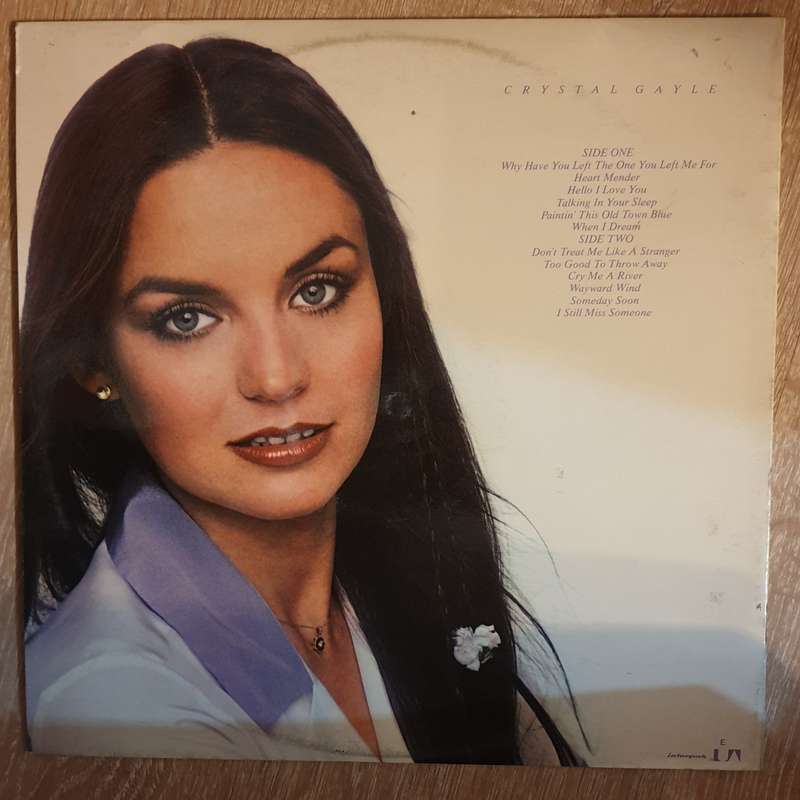 CRYSTAL GAYLE
SIDE ONE
Why Have You Left The One You Left Me For
Heart Mender
Hello I Love You
Talking In Your Sleep
Paintin' This Old Town Blue
When I Dream
SIDE TWO
Don't Treat Me Like A Stranger
Too Good To Throw Away
Cry Me A River
Wayward Wind
Someday Soon
I Still Miss Someone
E